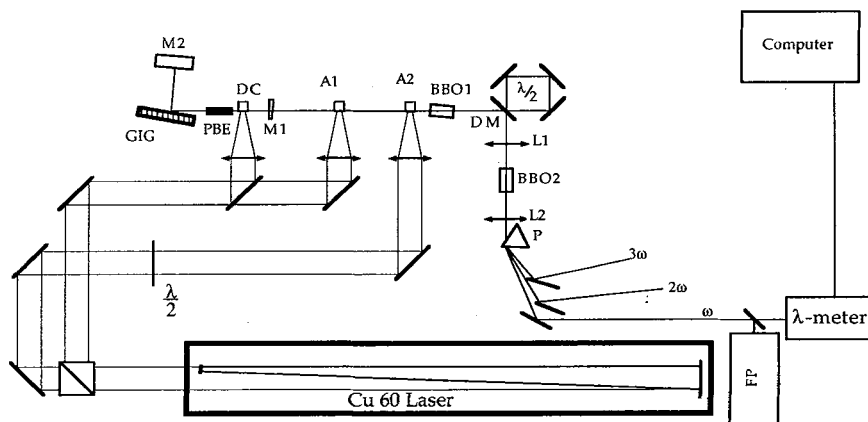 M2
Computer
DC
A1
A2
BBO1
λ/2
GIG
PBE
M1
DM
L1
BBO2
L2
P
3ω
2ω
λ
2
ω
λ-meter
FP
Cu 60 Laser